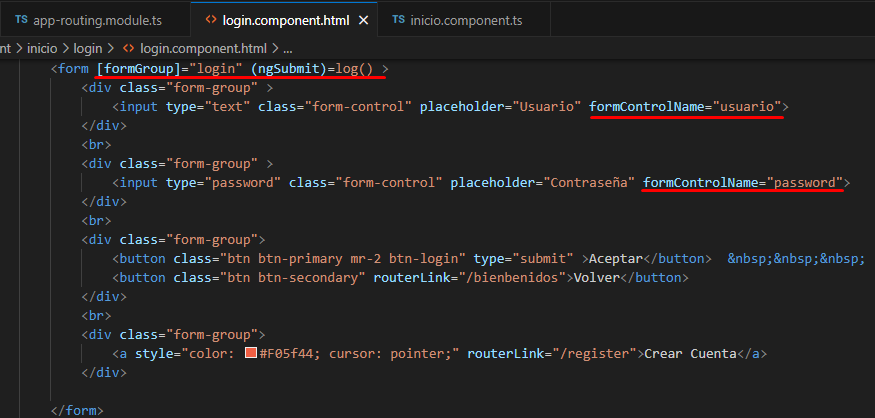 TS app-routing.module.ts <> login.component.html × TS inicio.component.ts
nt > inicio > login > <> login.component.html > ...
<form [formGroup]="login" (ngSubmit)=log() >
<div class="form-group" >
<input type="text" class="form-control" placeholder="Usuario" formControlName="usuario">
</div>
<br>
<div class="form-group" >
<input type="password" class="form-control" placeholder="Contraseña" formControlName="password">
</div>
<br>
<div class="form-group">
<button class="btn btn-primary mr-2 btn-login" type="submit" >Aceptar</button>  &nbsp;&nbsp;&nbsp;
<button class="btn btn-secondary" routerLink="/bienbenidos">Volver</button>
</div>
<br>
<div class="form-group">
<a style="color: #F05f44; cursor: pointer;" routerLink="/register">Crear Cuenta</a>
</div>
</form>